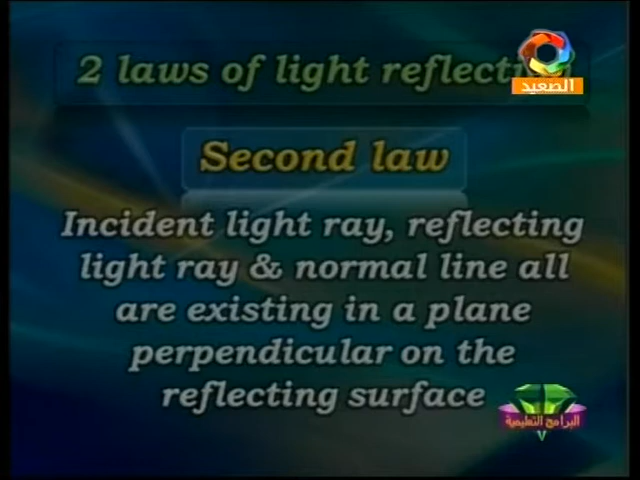 2 laws of light reflecti
الصعيد
Second law
Incident light ray, reflecting
light ray & normal line all
are existing in a plane
perpendicular on the
reflecting surface
البرامج التعليمية